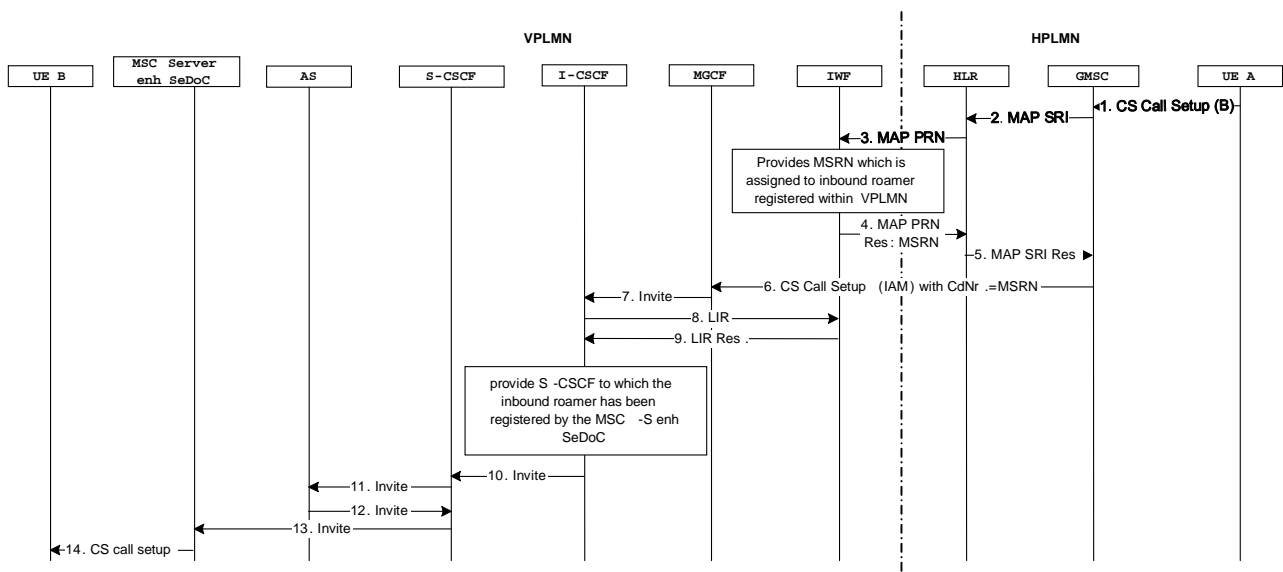 VPLMN
HPLMN
UE B
MSC Server
enh SeDoC
AS
S-CSCF
I-CSCF
MGCF
IWF
HLR
GMSC
UE A
1. CS Call Setup (B)
2. MAP SRI
3. MAP PRN
Provides MSRN which is
assigned to inbound roamer
registered within VPLMN
4. MAP PRN
Res : MSRN
5. MAP SRI Res
6. CS Call Setup (IAM) with CdNr .=MSRN
7. Invite
8. LIR
9. LIR Res .
provide S -CSCF to which the
inbound roamer has been
registered by the MSC -S enh
SeDoC
10. Invite
11. Invite
12. Invite
13. Invite
14. CS call setup